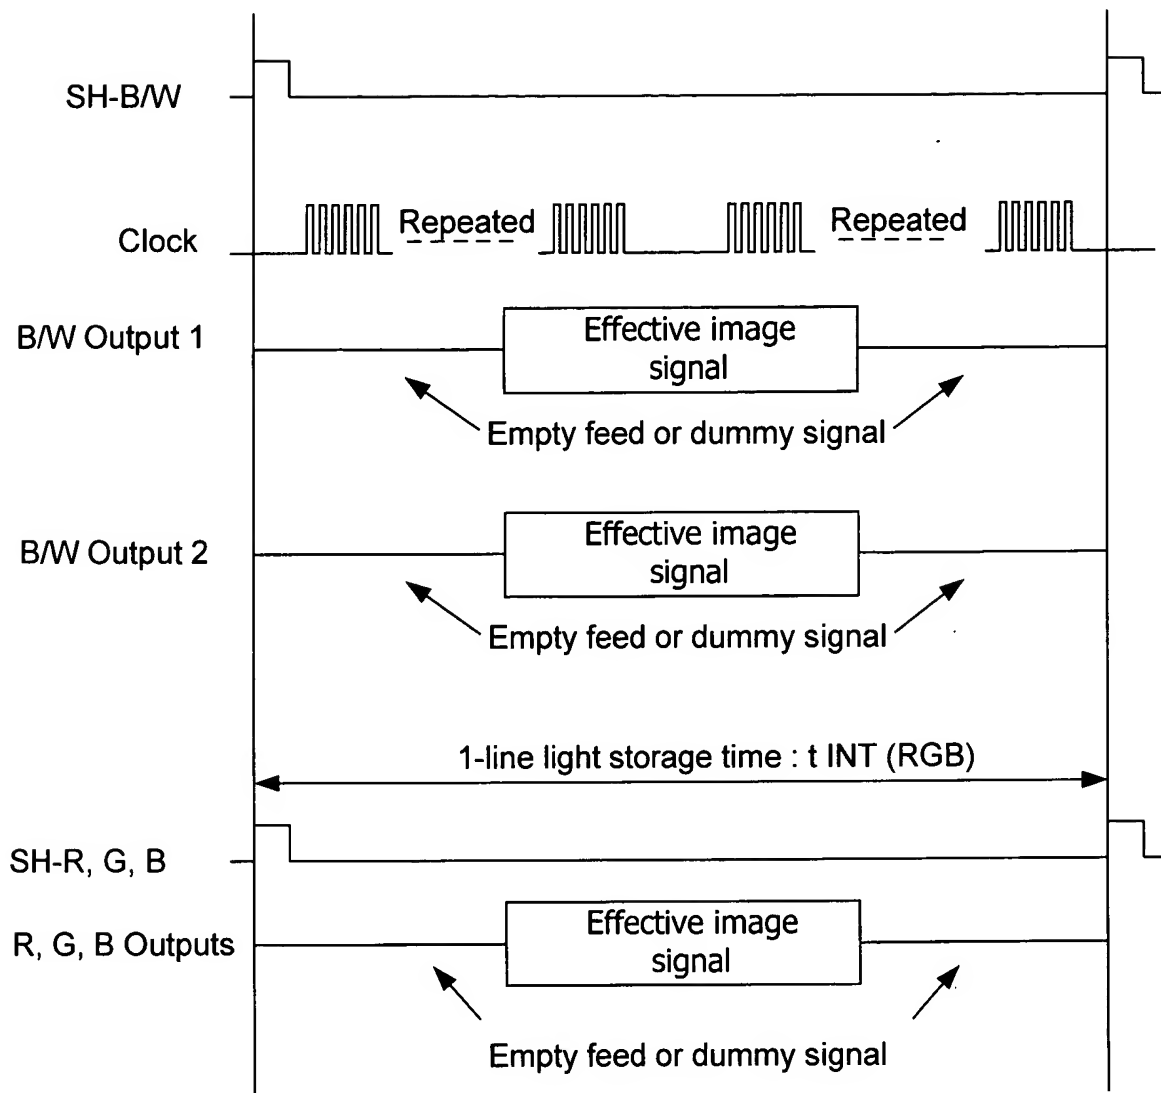 SH-B/W
Clock
Repeated
Repeated
B/W Output 1
Effective image
signal
Empty feed or dummy signal
B/W Output 2
Effective image
signal
Empty feed or dummy signal
1-line light storage time : t INT (RGB)
SH-R, G, B
R, G, B Outputs
Effective image
signal
Empty feed or dummy signal